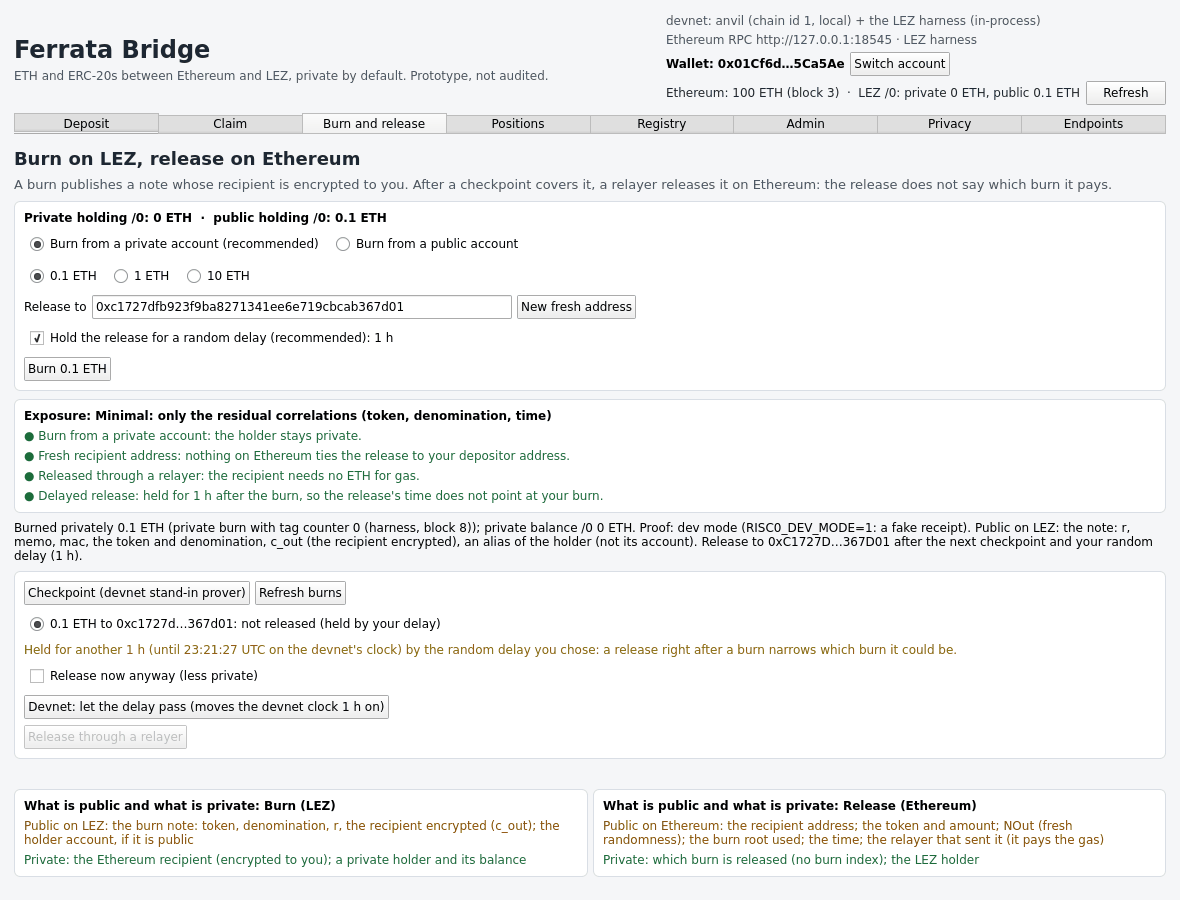 devnet: anvil (chain id 1, local) + the LEZ harness (in-process)
Ferrata Bridge
Ethereum RPC http://127.0.0.1:18545 · LEZ harness
Wallet: 0x01Cf6d…5Ca5Ae Switch account
ETH and ERC-20s between Ethereum and LEZ, private by default. Prototype, not audited.
Ethereum: 100 ETH (block 3) · LEZ /0: private 0 ETH, public 0.1 ETH Refresh
Deposit Claim Burn and release Positions Registry Admin Privacy Endpoints
Burn on LEZ, release on Ethereum
A burn publishes a note whose recipient is encrypted to you. After a checkpoint covers it, a relayer releases it on Ethereum: the release does not say which burn it pays.
Private holding /0: 0 ETH · public holding /0: 0.1 ETH
Burn from a private account (recommended) Burn from a public account
0.1 ETH 1 ETH 10 ETH
Release to 0xc1727dfb923f9ba8271341ee6e719cbcab367d01 New fresh address
Hold the release for a random delay (recommended): 1 h
Burn 0.1 ETH
Exposure: Minimal: only the residual correlations (token, denomination, time)
● Burn from a private account: the holder stays private.
● Fresh recipient address: nothing on Ethereum ties the release to your depositor address.
● Released through a relayer: the recipient needs no ETH for gas.
● Delayed release: held for 1 h after the burn, so the release's time does not point at your burn.
Burned privately 0.1 ETH (private burn with tag counter 0 (harness, block 8)); private balance /0 0 ETH. Proof: dev mode (RISC0_DEV_MODE=1: a fake receipt). Public on LEZ: the note: r,
memo, mac, the token and denomination, c_out (the recipient encrypted), an alias of the holder (not its account). Release to 0xC1727D…367D01 after the next checkpoint and your random
delay (1 h).
Checkpoint (devnet stand-in prover) Refresh burns
0.1 ETH to 0xc1727d…367d01: not released (held by your delay)
Held for another 1 h (until 23:21:27 UTC on the devnet's clock) by the random delay you chose: a release right after a burn narrows which burn it could be.
Release now anyway (less private)
Devnet: let the delay pass (moves the devnet clock 1 h on)
Release through a relayer
What is public and what is private: Burn (LEZ)
Public on LEZ: the burn note: token, denomination, r, the recipient encrypted (c_out); the
holder account, if it is public
Private: the Ethereum recipient (encrypted to you); a private holder and its balance
What is public and what is private: Release (Ethereum)
Public on Ethereum: the recipient address; the token and amount; NOut (fresh
randomness); the burn root used; the time; the relayer that sent it (it pays the gas)
Private: which burn is released (no burn index); the LEZ holder